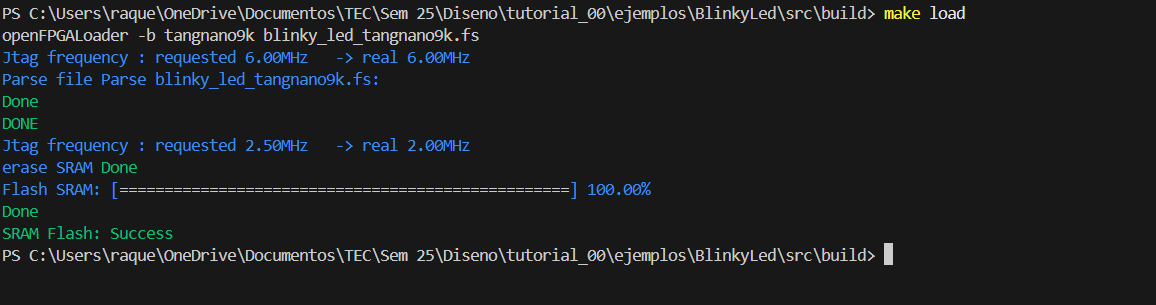 PS C:\Users\raque\OneDrive\Documentos\TEC\Sem 25\Diseno\tutorial_00\ejemplos\BlinkyLed\src\build> make load
openFPGALoader -b tangnano9k blinky_led_tangnano9k.fs
Jtag frequency : requested 6.00MHz   -> real 6.00MHz
Parse file Parse blinky_led_tangnano9k.fs:
Done
DONE
Jtag frequency : requested 2.50MHz   -> real 2.00MHz
erase SRAM Done
Flash SRAM: [==================================================] 100.00%
Done
SRAM Flash: Success
PS C:\Users\raque\OneDrive\Documentos\TEC\Sem 25\Diseno\tutorial_00\ejemplos\BlinkyLed\src\build>